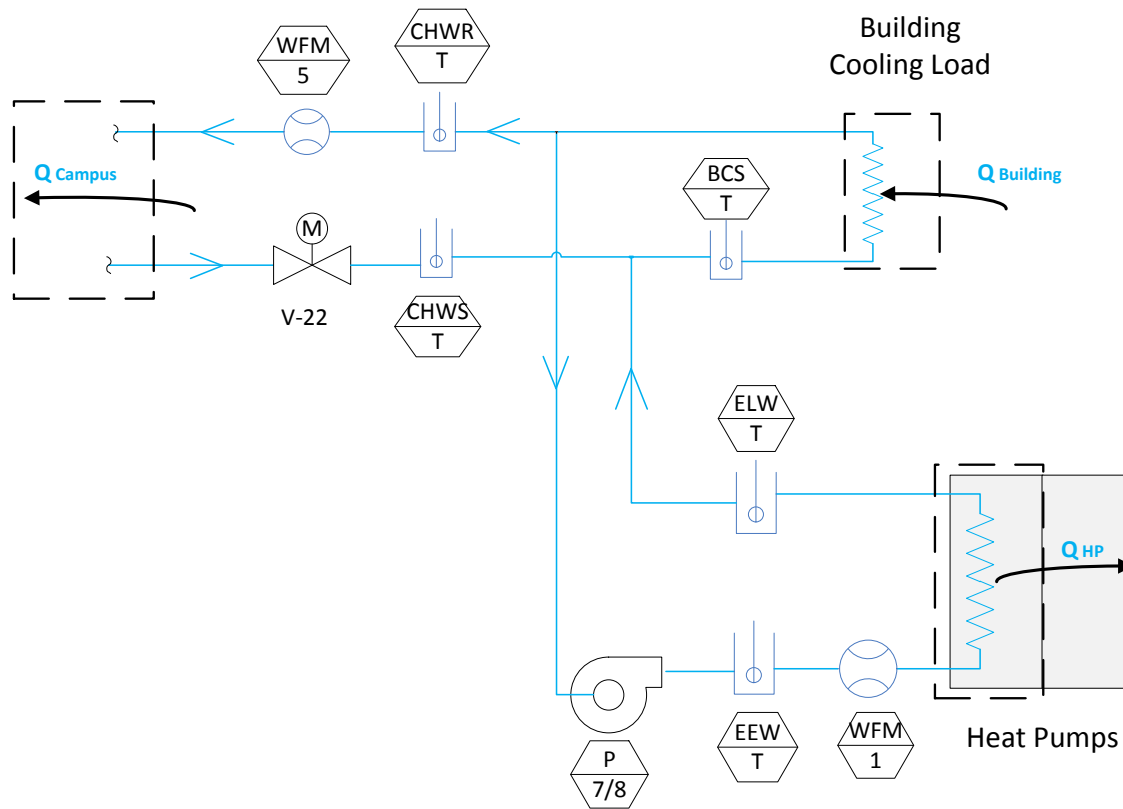 Building
Cooling Load
WFM
5
CHWR
T
Q Campus
BCS
T
Q Building
M
V-22
CHWS
T
ELW
T
Q HP
P
7/8
EEW
T
WFM
1
Heat Pumps